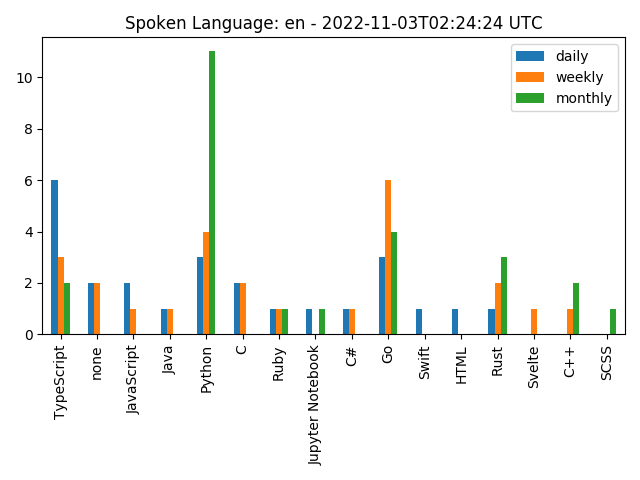 Spoken Language: en - 2022-11-03T02:24:24 UTC
daily
weekly
monthly
10
8
6
4
2
0
TypeScript
none
JavaScript
Java
Python
C
Ruby
Jupyter Notebook
C#
Go
Swift
HTML
Rust
Svelte
C++
SCSS